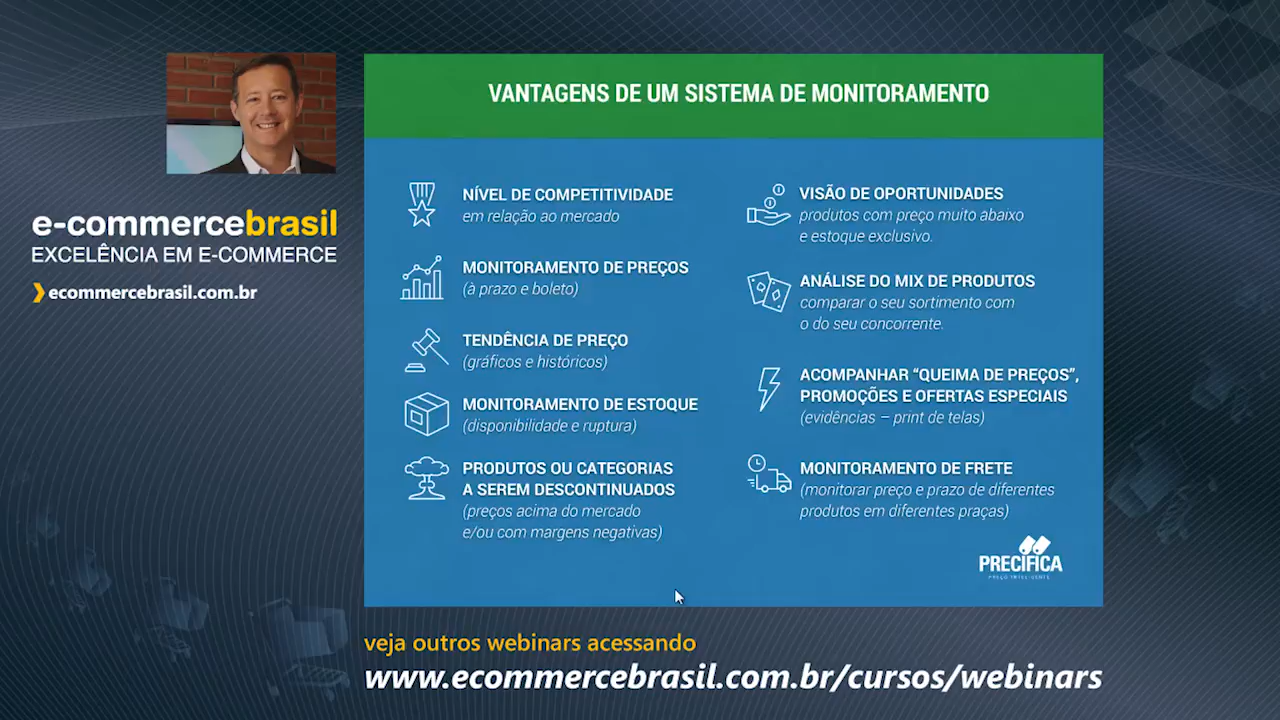 VANTAGENS DE UM SISTEMA DE MONITORAMENTO
e-commercebrasil
EXCELÊNCIA EM E-COMMERCE
ecommercebrasil.com.br
NÍVEL DE COMPETITIVIDADE
em relação ao mercado
MONITORAMENTO DE PREÇOS
(à prazo e boleto)
TENDÊNCIA DE PREÇO
(gráficos e históricos)
MONITORAMENTO DE ESTOQUE
(disponibilidade e ruptura)
PRODUTOS OU CATEGORIAS
A SEREM DESCONTINUADOS
(preços acima do mercado
e/ou com margens negativas)
VISÃO DE OPORTUNIDADES
produtos com preço muito abaixo
e estoque exclusivo.
ANÁLISE DO MIX DE PRODUTOS
comparar o seu sortimento com
o do seu concorrente.
ACOMPANHAR “QUEIMA DE PREÇOS”,
PROMOÇÕES E OFERTAS ESPECIAIS
(evidências – print de telas)
MONITORAMENTO DE FRETE
(monitorar preço e prazo de diferentes
produtos em diferentes praças)
PRECIFICA
PREÇO INTELIGENTE
veja outros webinars acessando
www.ecommercebrasil.com.br/cursos/webinars